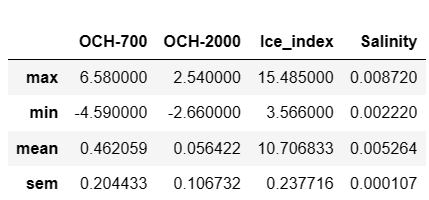 OCH-700 OCH-2000 Ice_index Salinity
max 6.580000 2.540000 15.485000 0.008720
min -4.590000 -2.660000 3.566000 0.002220
mean 0.462059 0.056422 10.706833 0.005264
sem 0.204433 0.106732 0.237716 0.000107